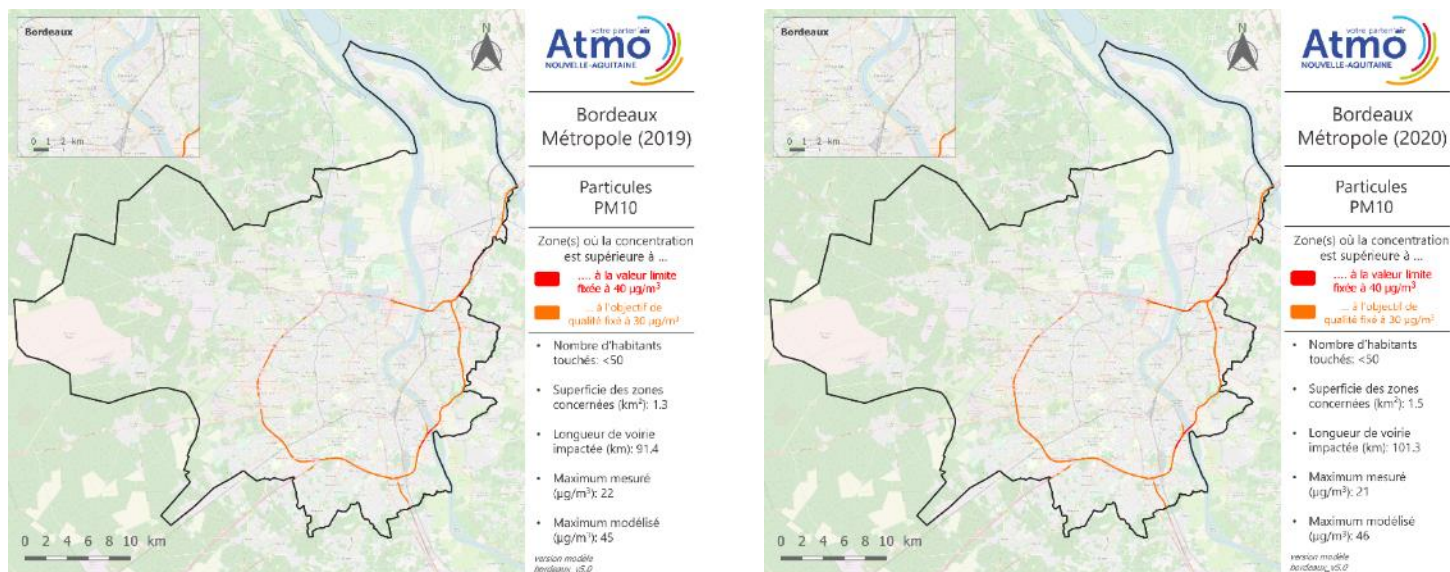 Bordeaux
0 1 2 km
N
0 2 4 6 8 10 km
votre parten'air
Atmo
NOUVELLE-AQUITAINE
Bordeaux
Métropole (2019)
Particules
PM10
Zone(s) où la concentration
est supérieure à ...
..... à la valeur limite
fixée à 40 µg/m³
... à l'objectif de
qualité fixé à 30 µg/m³
• Nombre d'habitants
touchés: <50
• Superficie des zones
concernées (km²): 1.3
• Longueur de voirie
impactée (km): 91.4
• Maximum mesuré
(µg/m³): 22
• Maximum modélisé
(µg/m³): 45
version modèle
bordeaux_v5.0
Bordeaux
0 1 2 km
N
0 2 4 6 8 10 km
votre parten'air
Atmo
NOUVELLE-AQUITAINE
Bordeaux
Métropole (2020)
Particules
PM10
Zone(s) où la concentration
est supérieure à ...
..... à la valeur limite
fixée à 40 µg/m³
... à l'objectif de
qualité fixé à 30 µg/m³
• Nombre d'habitants
touchés: <50
• Superficie des zones
concernées (km²): 1.5
• Longueur de voirie
impactée (km): 101.3
• Maximum mesuré
(µg/m³): 21
• Maximum modélisé
(µg/m³): 46
version modèle
bordeaux_v5.0